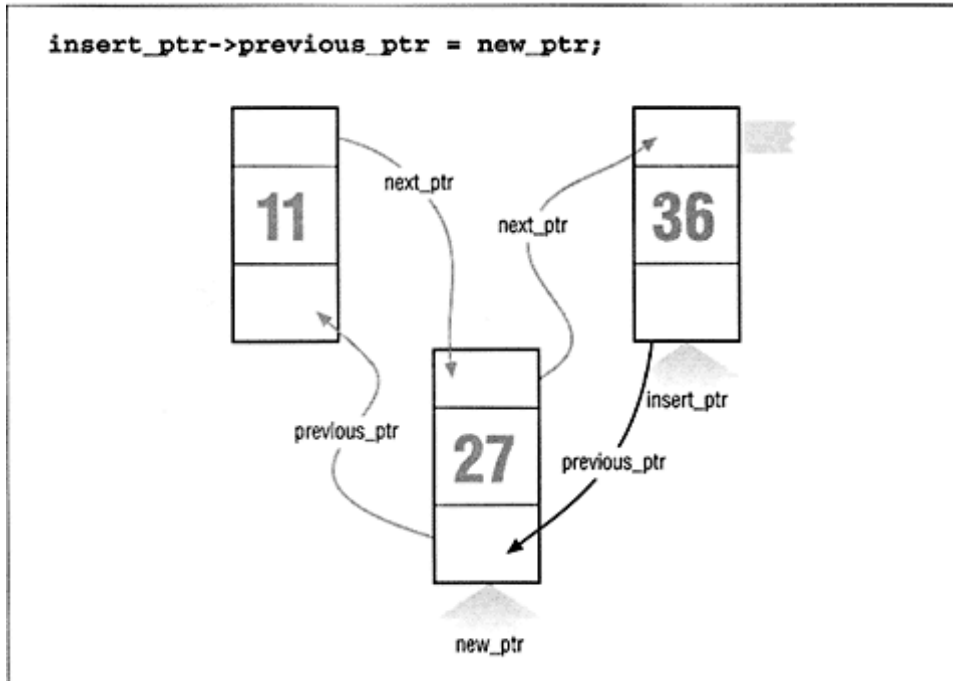 insert_ptr->previous_ptr = new_ptr;
11
next_ptr
next_ptr
36
previous_ptr
27
insert_ptr
previous_ptr
new_ptr